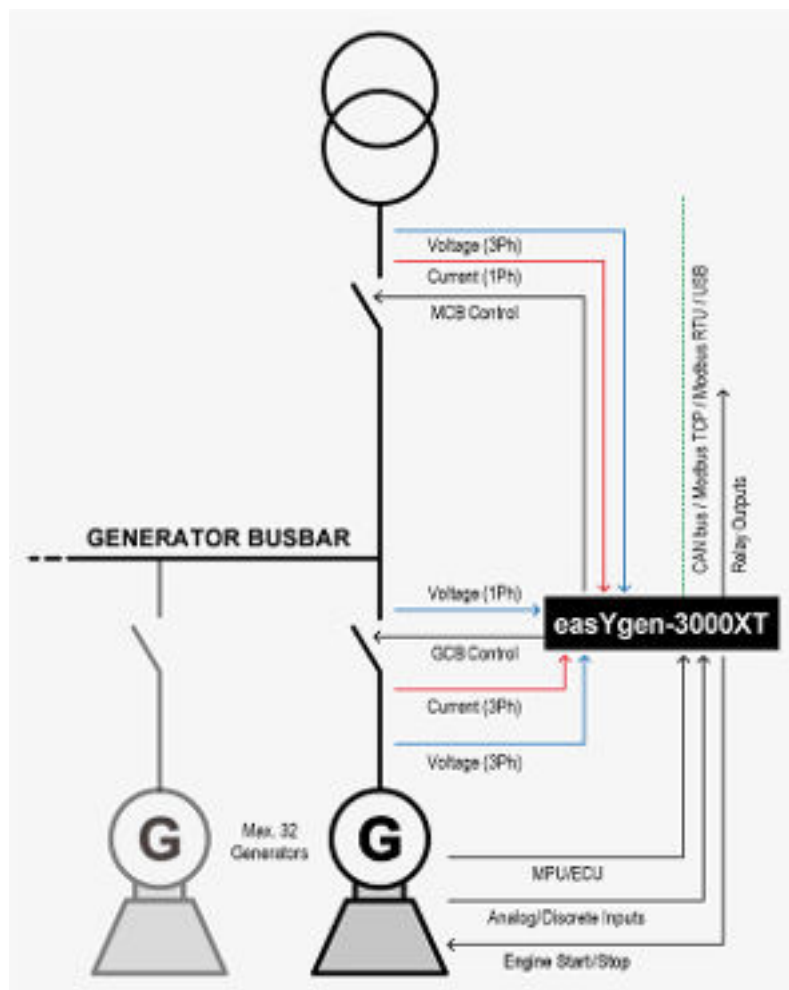 Voltage (3Ph)
Current (1Ph)
MCB Control
CAN bus / Modbus TCP / Modbus RTU / USB
Relay Outputs
GENERATOR BUSBAR
Voltage (1Ph)
easYgen-3000XT
GCB Control
Current (3Ph)
Voltage (3Ph)
G
Max. 32
Generators
G
MPU/ECU
Analog/Discrete Inputs
Engine Start/Stop